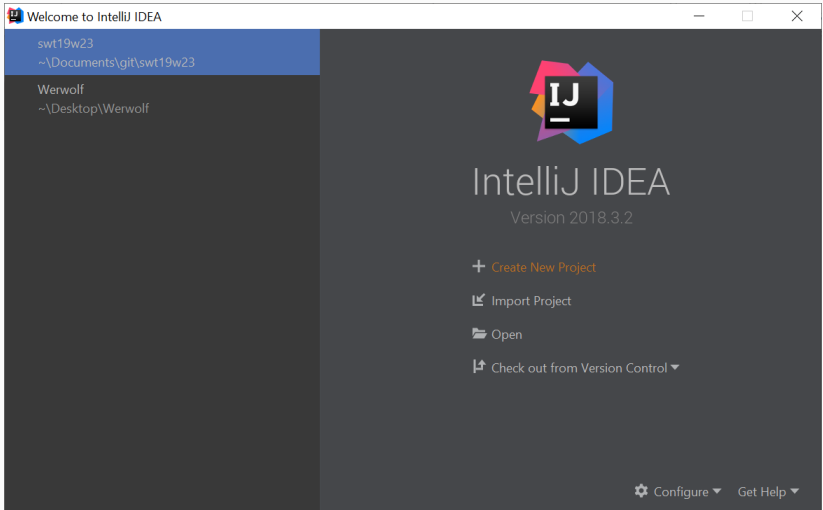 Welcome to IntelliJ IDEA
swt19w23
~\Documents\git\swt19w23
Werwolf
~\Desktop\Werwolf
IJ
IntelliJ IDEA
Version 2018.3.2
Create New Project
Import Project
Open
Check out from Version Control
Configure Get Help